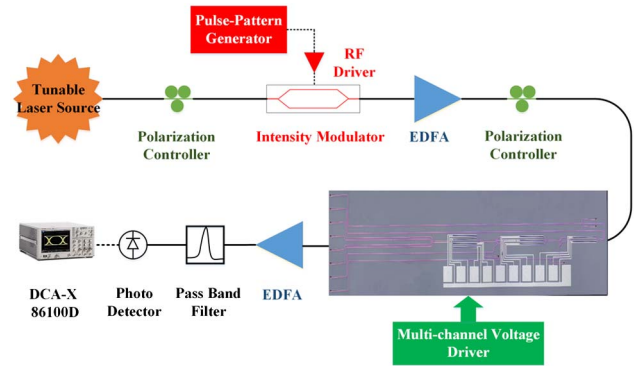 Pulse-Pattern
Generator
RF
Driver
Tunable
Laser Source
Polarization
Controller
Intensity Modulator
EDFA
Polarization
Controller
DCA-X
86100D
Photo
Detector
Pass Band
Filter
EDFA
Multi-channel Voltage
Driver